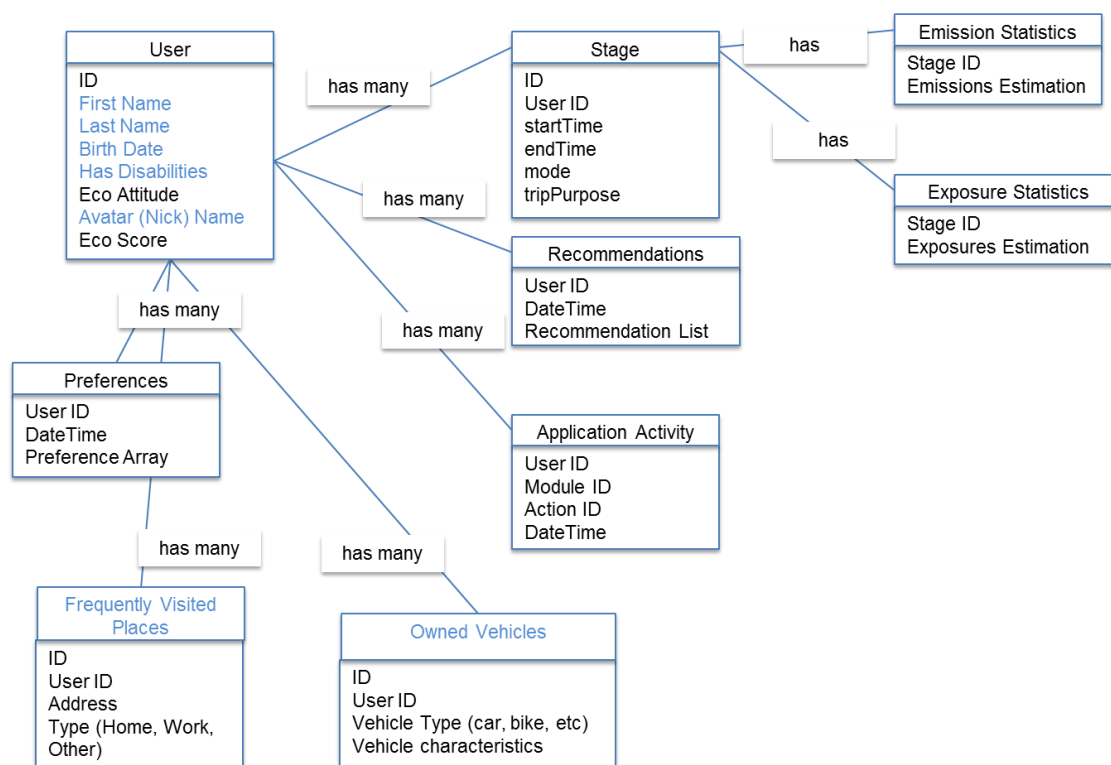 User
ID
First Name
Last Name
Birth Date
Has Disabilities
Eco Attitude
Avatar (Nick) Name
Eco Score
has many
Stage
ID
User ID
startTime
endTime
mode
tripPurpose
has
Emission Statistics
Stage ID
Emissions Estimation
has
Exposure Statistics
Stage ID
Exposures Estimation
has many
Recommendations
User ID
DateTime
Recommendation List
has many
Application Activity
User ID
Module ID
Action ID
DateTime
has many
Preferences
User ID
DateTime
Preference Array
has many
Frequently Visited
Places
ID
User ID
Address
Type (Home, Work,
Other)
has many
Owned Vehicles
ID
User ID
Vehicle Type (car, bike, etc)
Vehicle characteristics